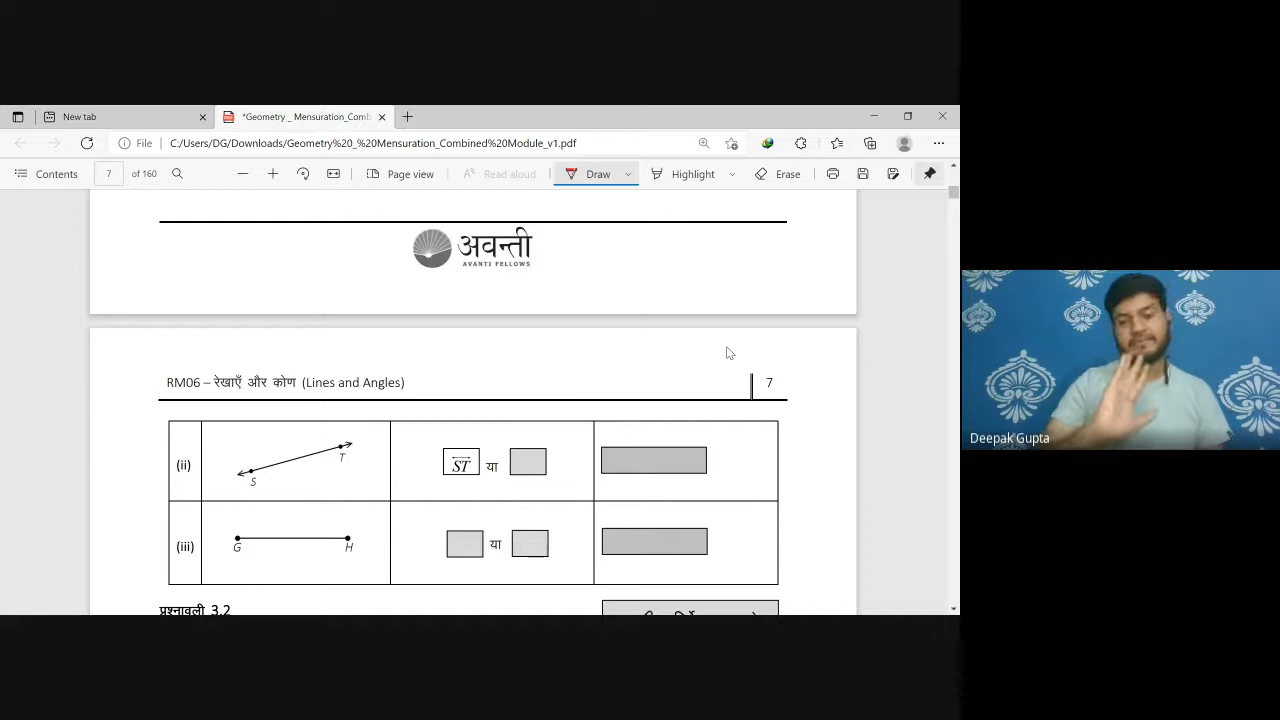 New tab
*Geometry _ Mensuration_Comb
File
C:/Users/DG/Downloads/Geometry%20_%20Mensuration_Combined%20Module_v1.pdf
Contents
7
of 160
Page view
Read aloud
Draw
Highlight
Erase
अवन्ती
AVANTI FELLOWS
RM06 – रेखाएँ और कोण (Lines and Angles)
7
(ii)
S
T
ST या
(iii)
G
H
या
प्रश्नावली 3.2
Deepak Gupta